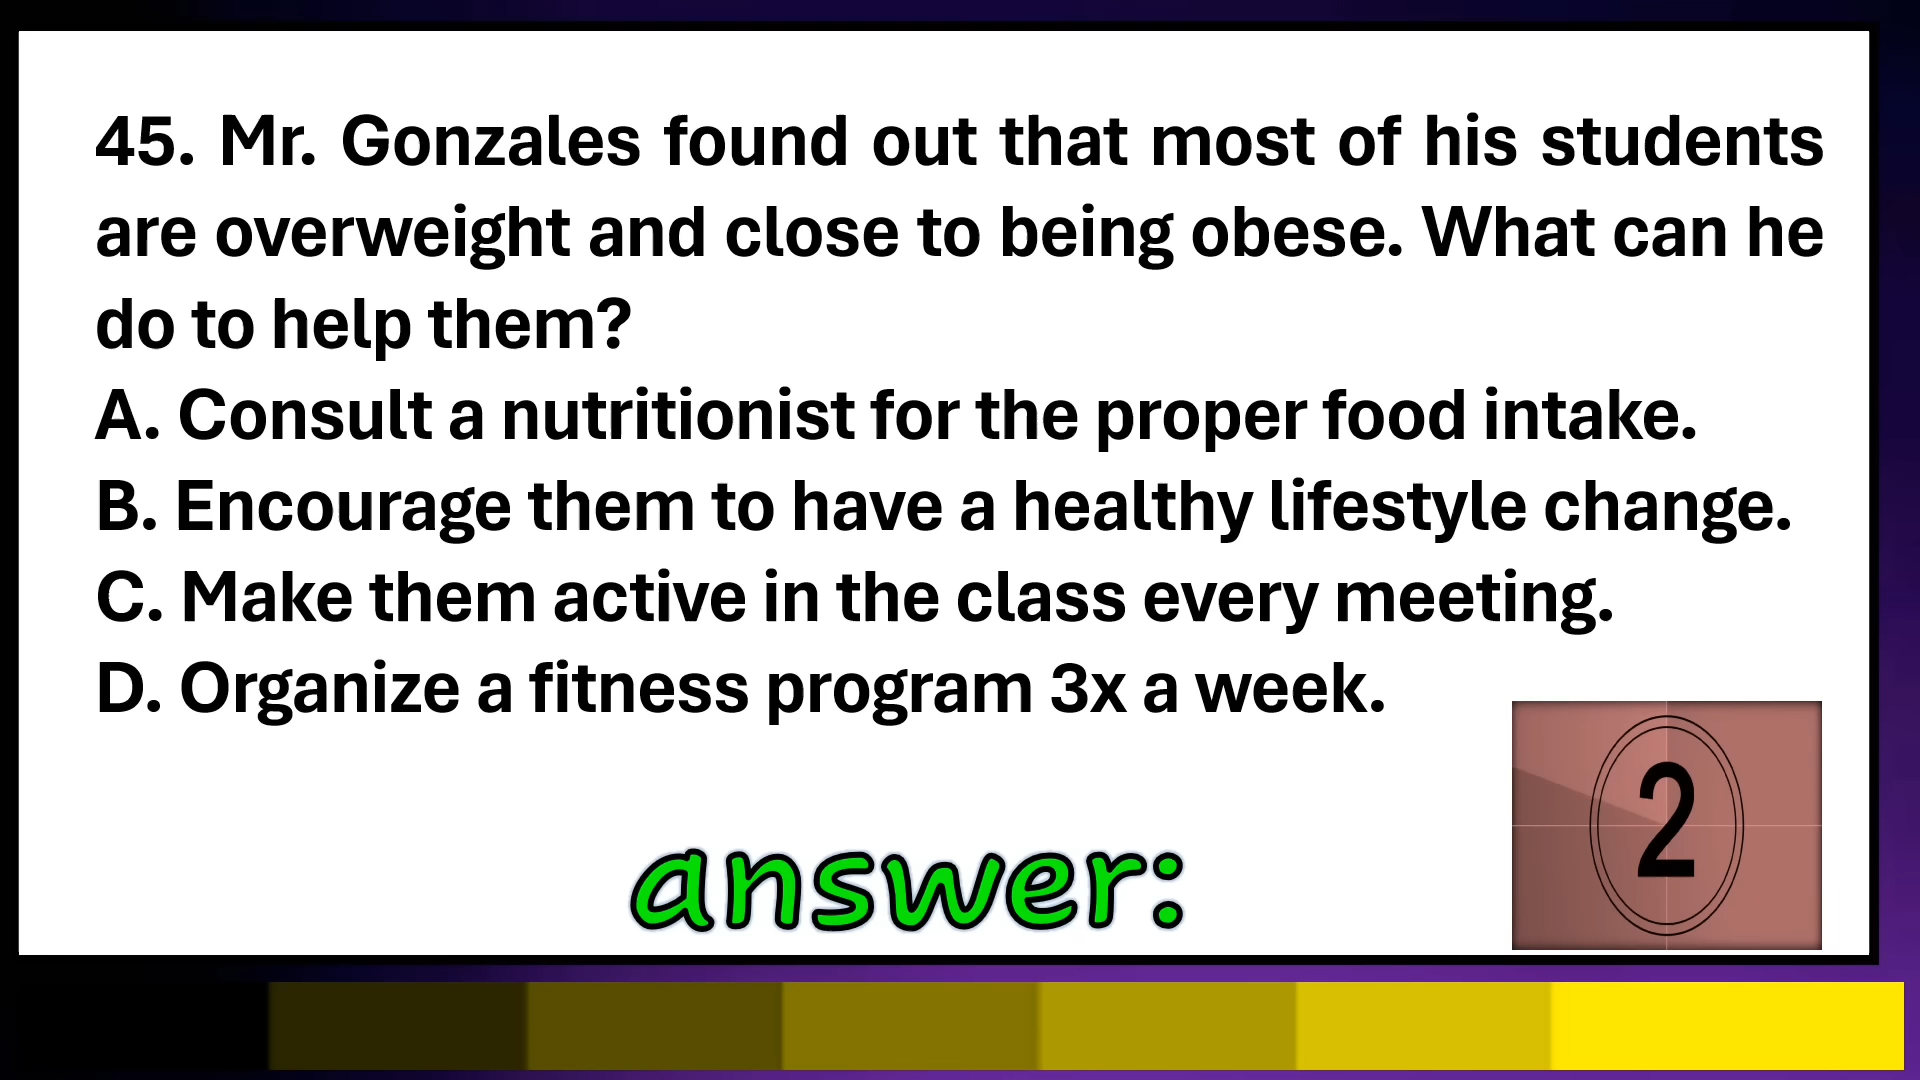 45. Mr. Gonzales found out that most of his students
are overweight and close to being obese. What can he
do to help them?
A. Consult a nutritionist for the proper food intake.
B. Encourage them to have a healthy lifestyle change.
C. Make them active in the class every meeting.
D. Organize a fitness program 3x a week.
2
answer: